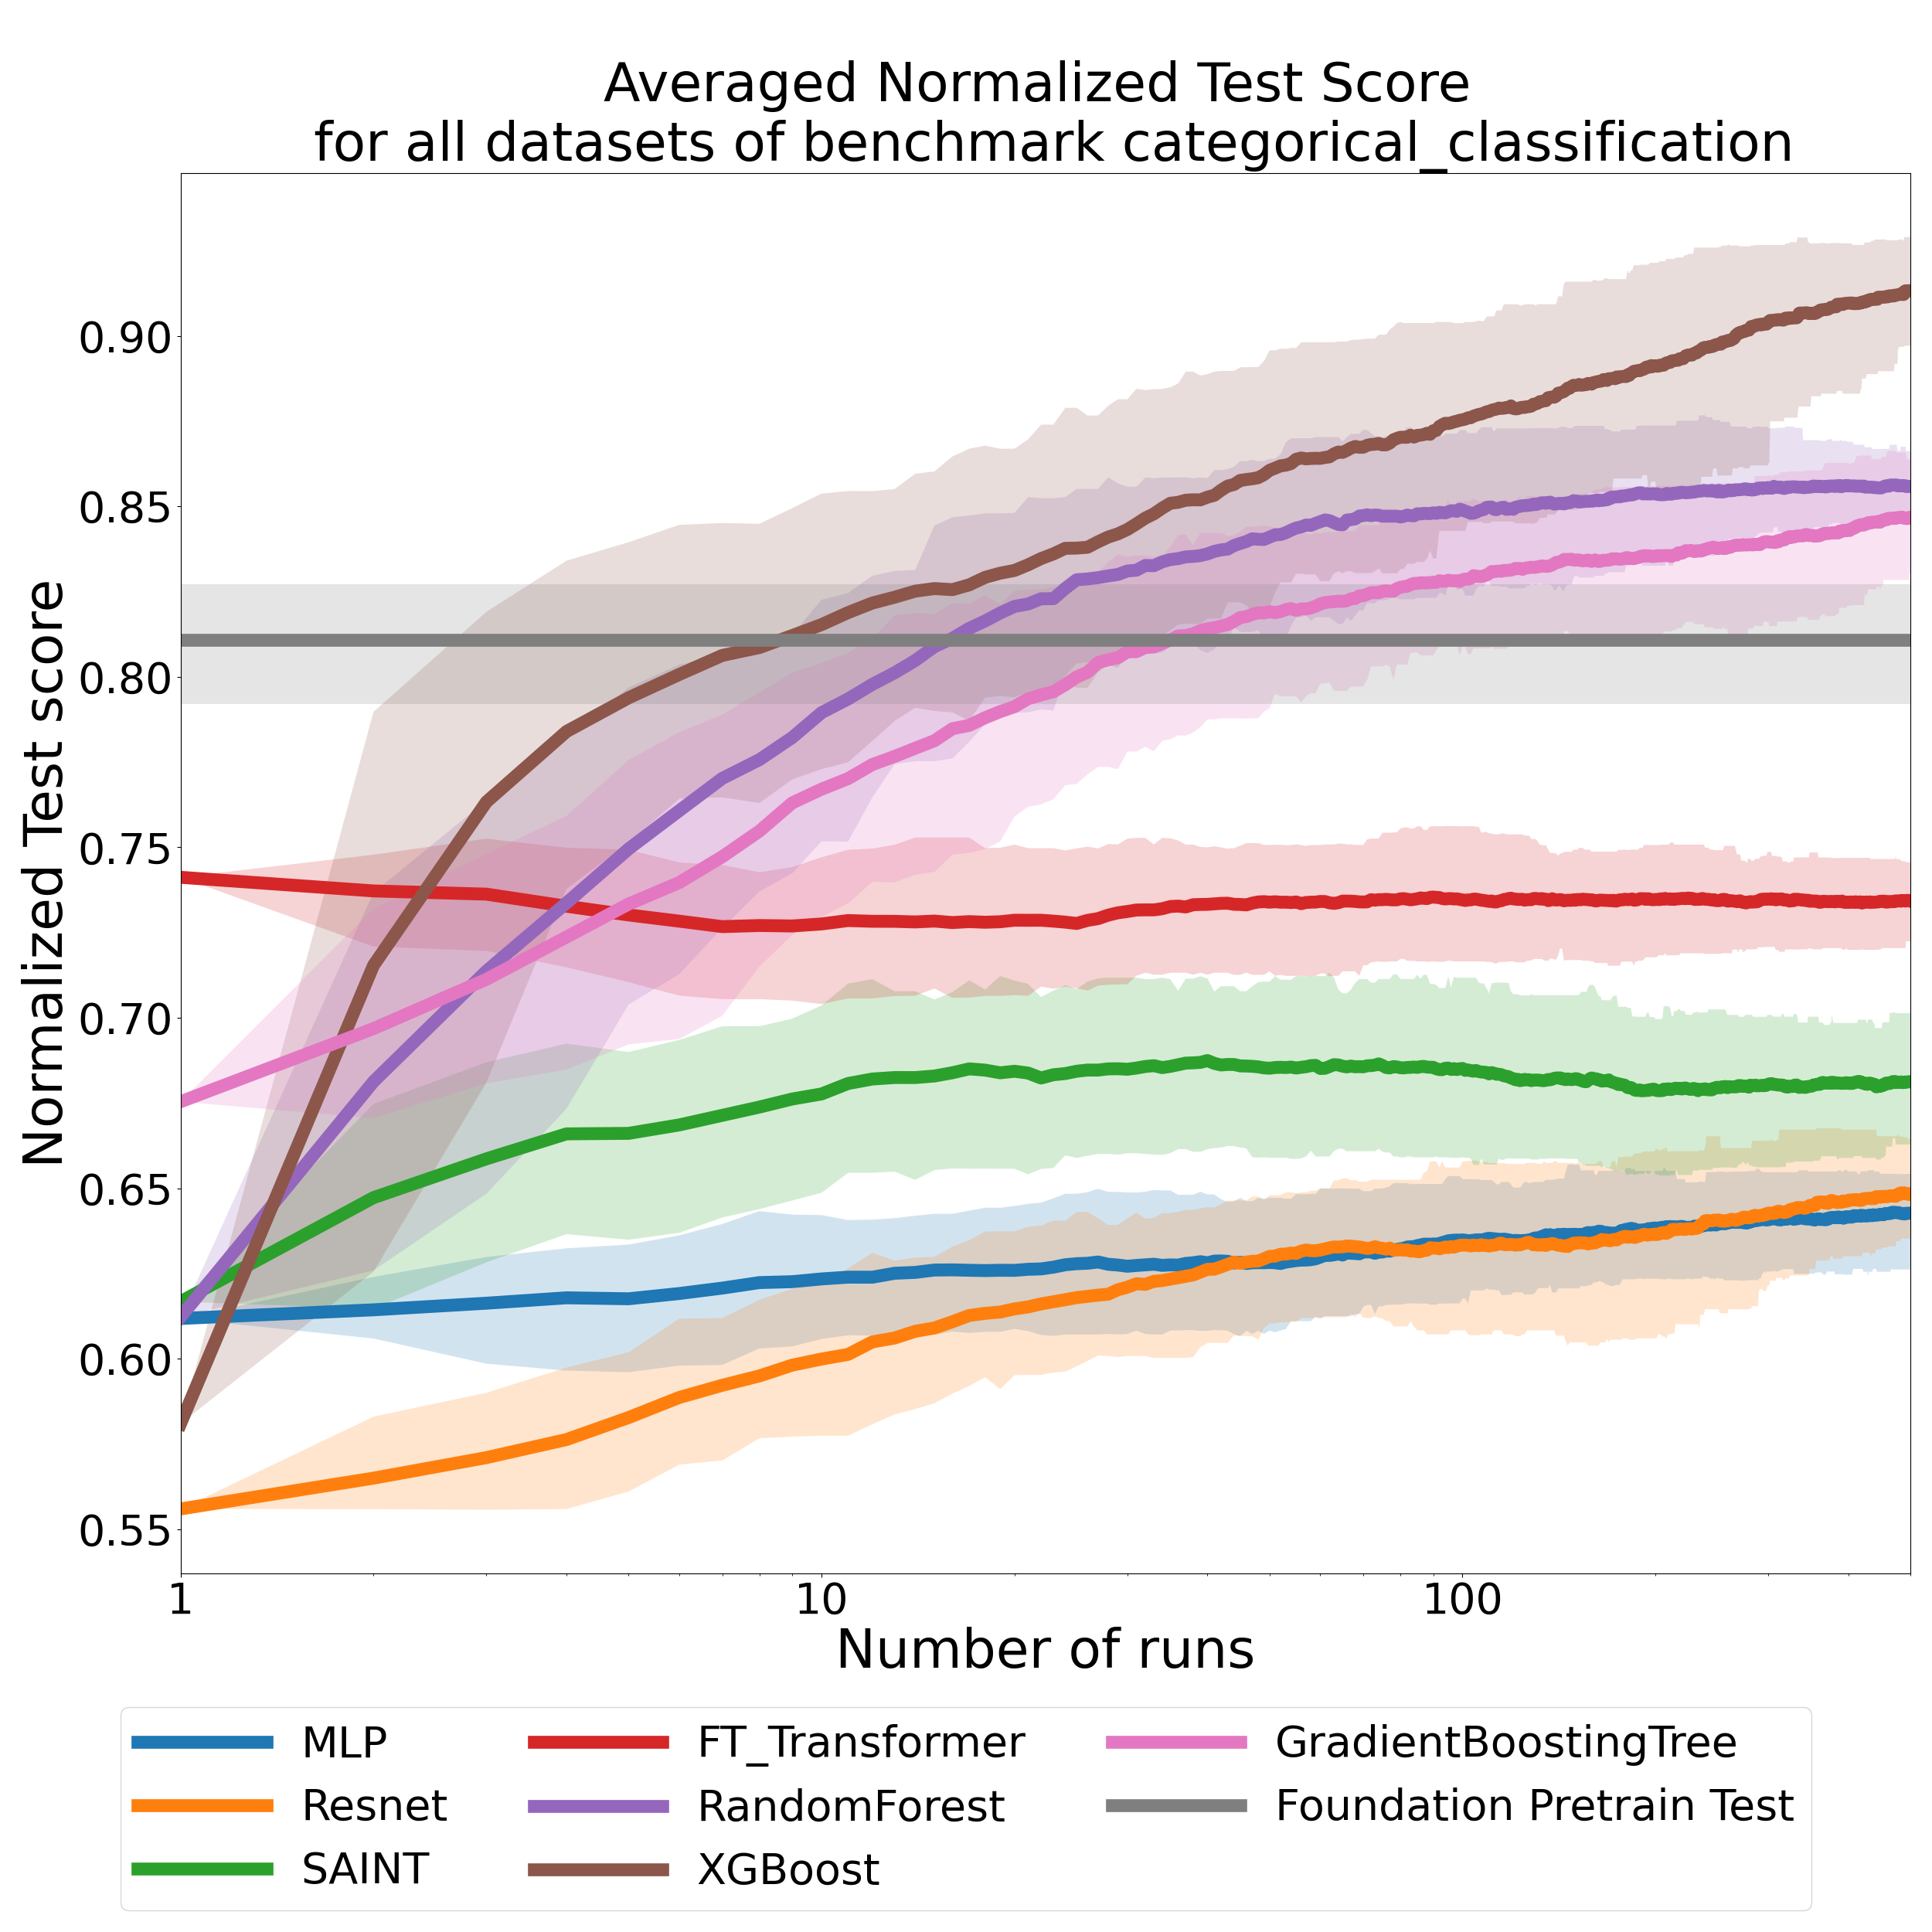 Averaged Normalized Test Score
for all datasets of benchmark categorical_classification
Normalized Test score
0.90
0.85
0.80
0.75
0.70
0.65
0.60
0.55
1
10
100
Number of runs
MLP
Resnet
SAINT
FT_Transformer
RandomForest
XGBoost
GradientBoostingTree
Foundation Pretrain Test